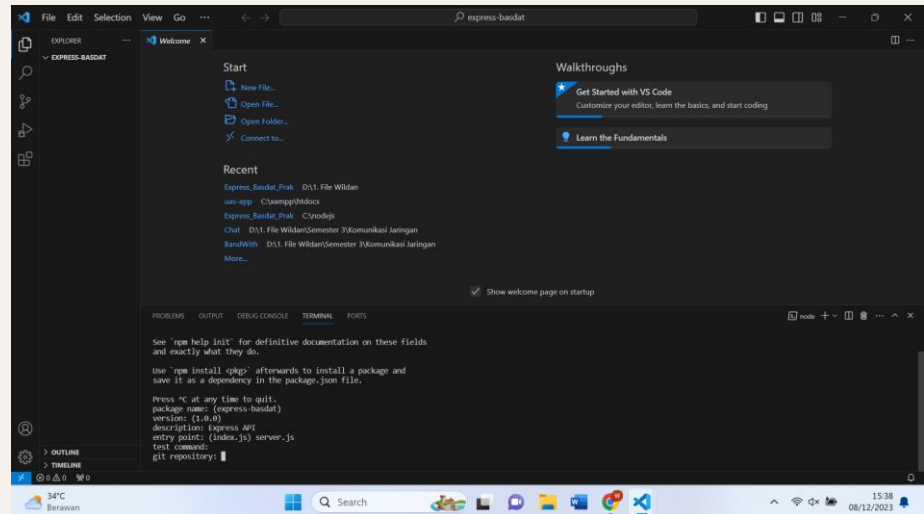 File Edit Selection View Go ... express-basdat
EXPLORER ... Welcome
EXPRESS-BASDAT
Start
New File...
Open File...
Open Folder...
Connect to...
Recent
Express_Basdat_Prak D:\1. File Wildan
uas-app C:\xampp\htdocs
Express_Basdat_Prak C:\nodejs
Chat D:\1. File Wildan\Semester 3\Komunikasi Jaringan
BandWith D:\1. File Wildan\Semester 3\Komunikasi Jaringan
More...
Walkthroughs
Get Started with VS Code
Customize your editor, learn the basics, and start coding
Learn the Fundamentals
Show welcome page on startup
PROBLEMS OUTPUT DEBUG CONSOLE TERMINAL PORTS node
See `npm help init` for definitive documentation on these fields
and exactly what they do.
Use `npm install <pkg>` afterwards to install a package and
save it as a dependency in the package.json file.
Press ^C at any time to quit.
package name: (express-basdat)
version: (1.0.0)
description: Express API
entry point: (index.js) server.js
test command:
git repository:
OUTLINE
TIMELINE
0 0 0
34°C
Berawan
Search
15:38
08/12/2023